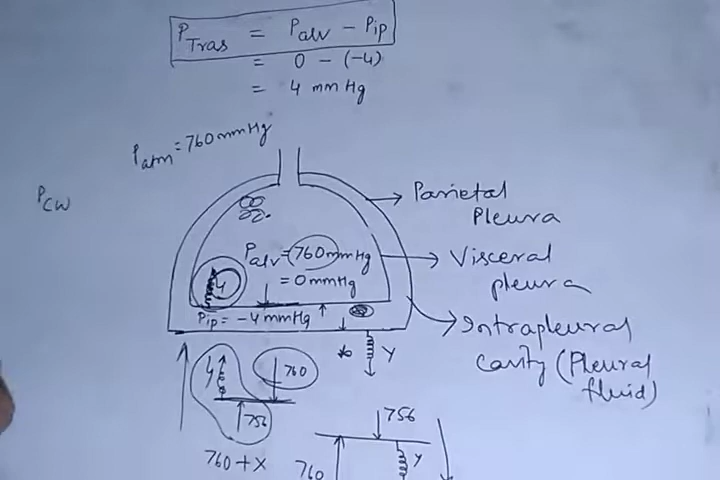 P Tras = Palv - Pip
= 0 - (-4)
= 4 mm Hg
Patm = 760 mmHg
PCW
Parietal
Pleura
Palv = 760 mmHg
= 0 mmHg
Visceral
pleura
4
Pip = -4 mmHg
Intrapleural
cavity (Pleural
fluid)
Y
760
756
760 + X
756
760
Y